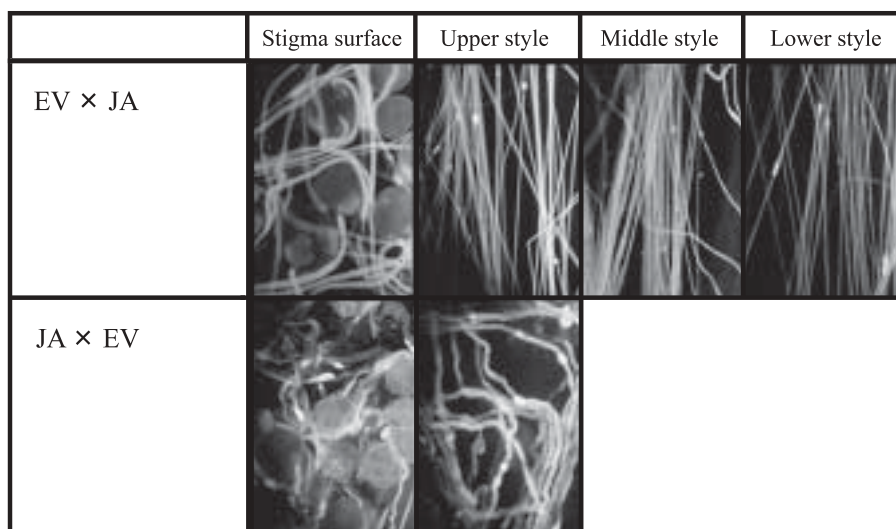 Stigma surface Upper style Middle style Lower style
EV × JA
JA × EV